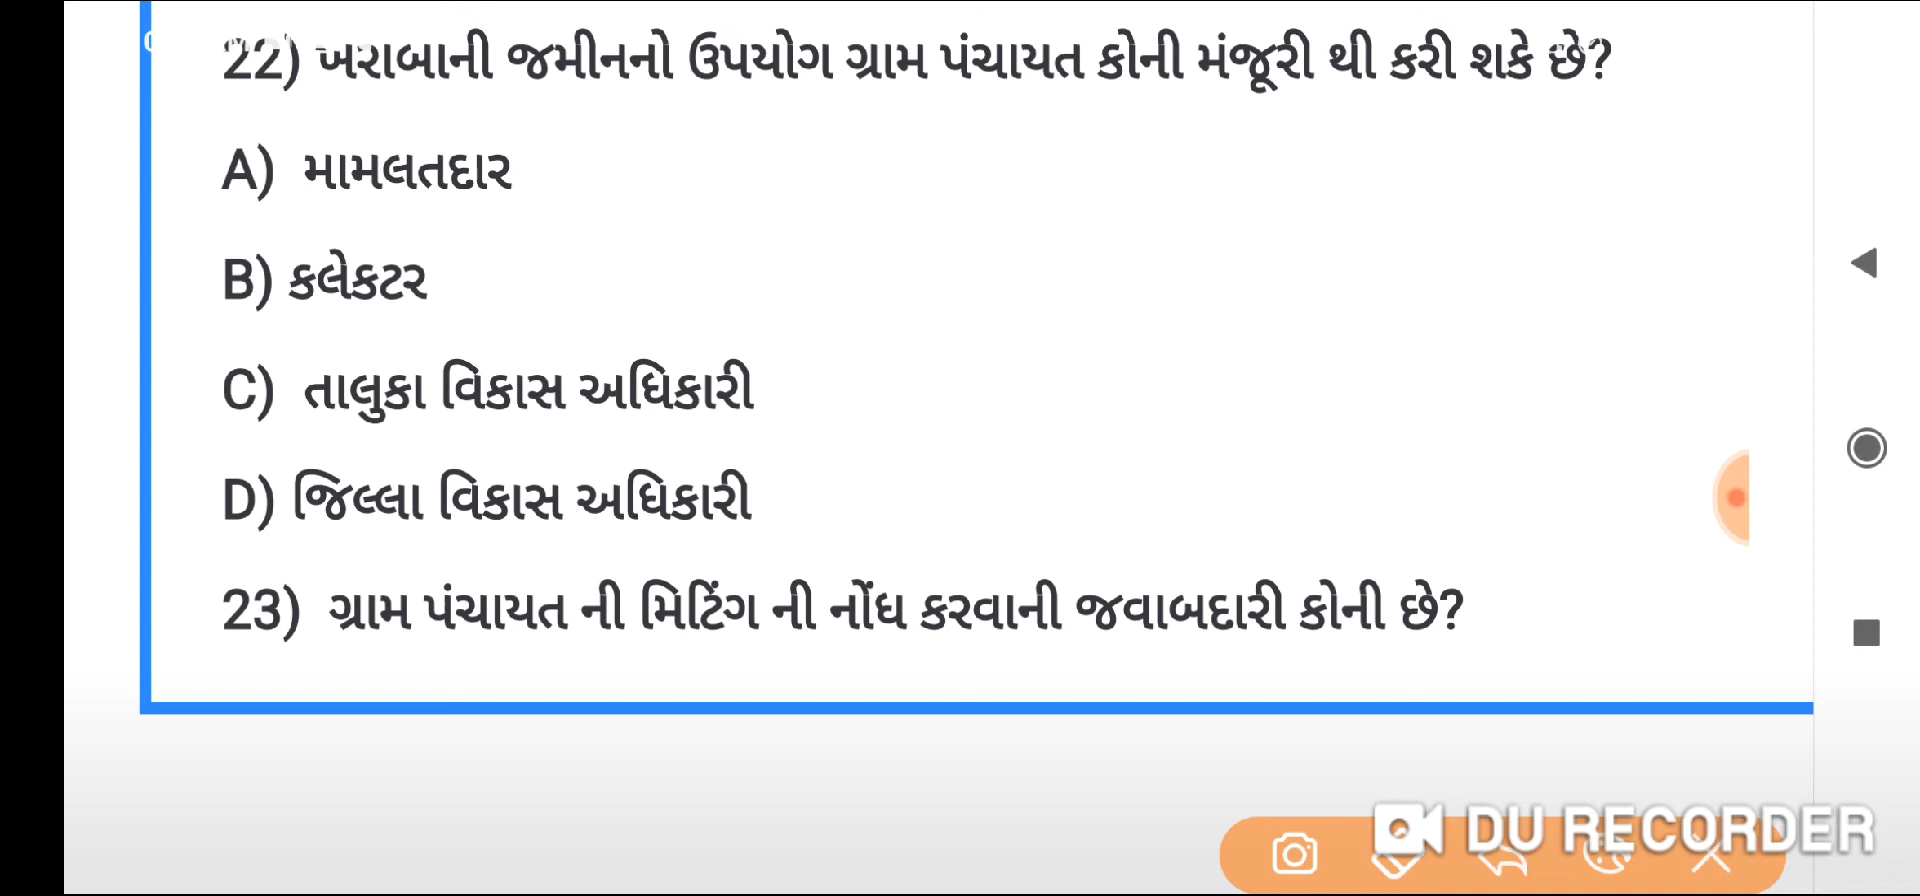 22) ખરાબાની જમીનનો ઉપયોગ ગ્રામ પંચાયત કોની મંજૂરી થી કરી શકે છે?
A) મામલતદાર
B) કલેકટર
C) તાલુકા વિકાસ અધિકારી
D) જિલ્લા વિકાસ અધિકારી
23) ગ્રામ પંચાયત ની મિટિંગ ની નોંધ કરવાની જવાબદારી કોની છે?
DU RECORDER